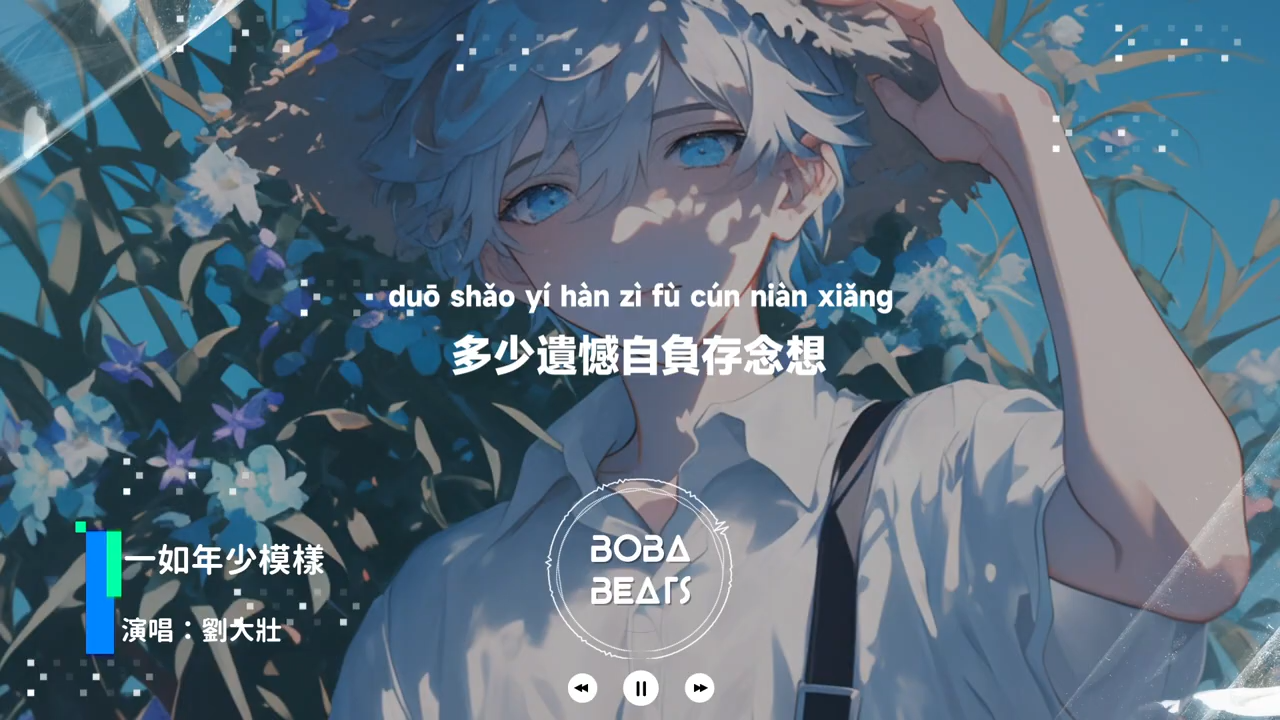 duō shǎo yí hàn zì fù cún niàn xiǎng
多少遺憾自負存念想
一如年少模樣
演唱：劉大壯
BOBA
BEATS